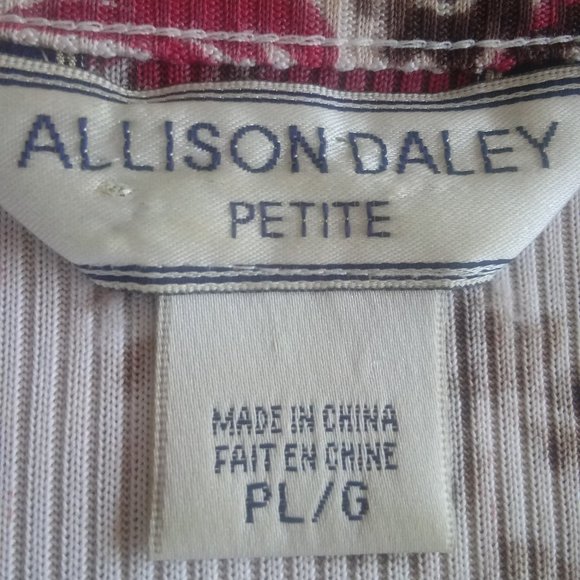 ALLISON DALEY
PETITE
MADE IN CHINA
FAIT EN CHINE
PL/G